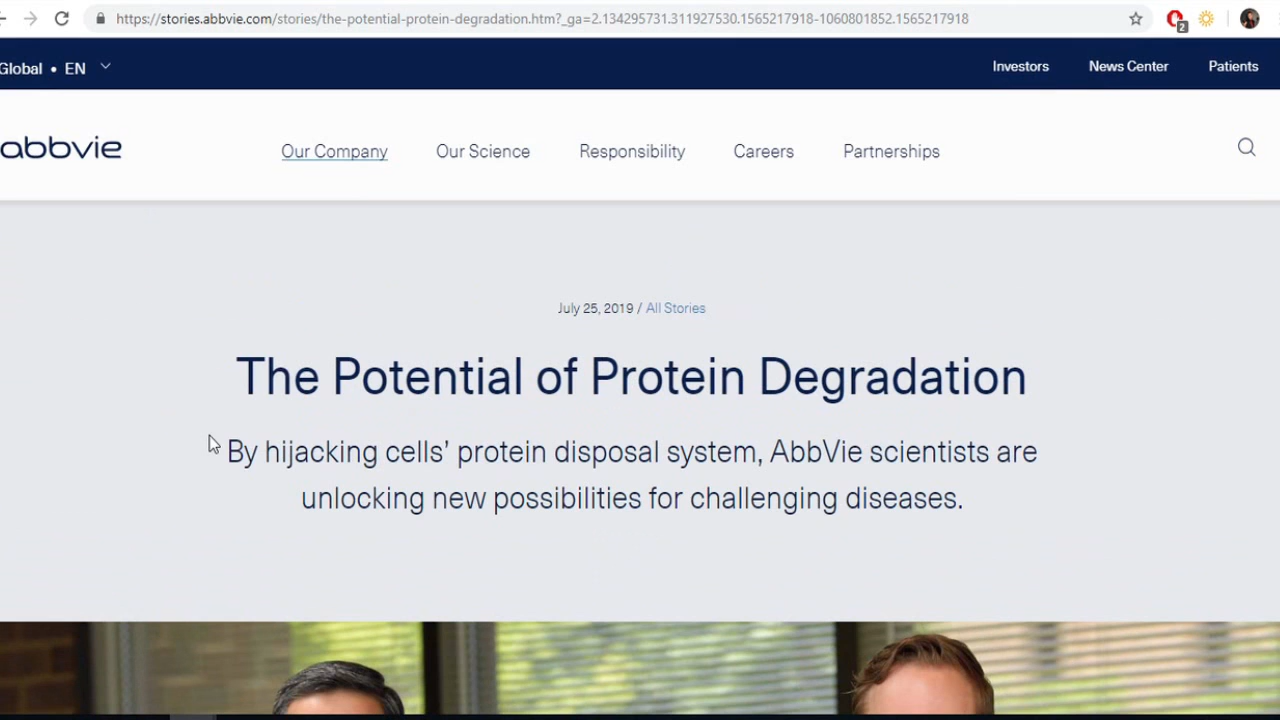 https://stories.abbvie.com/stories/the-potential-protein-degradation.htm?_ga=2.134295731.311927530.1565217918-1060801852.1565217918
2
Global • EN
Investors
News Center
Patients
abbvie
Our Company
Our Science
Responsibility
Careers
Partnerships
July 25, 2019 / All Stories
The Potential of Protein Degradation
By hijacking cells’ protein disposal system, AbbVie scientists are
unlocking new possibilities for challenging diseases.